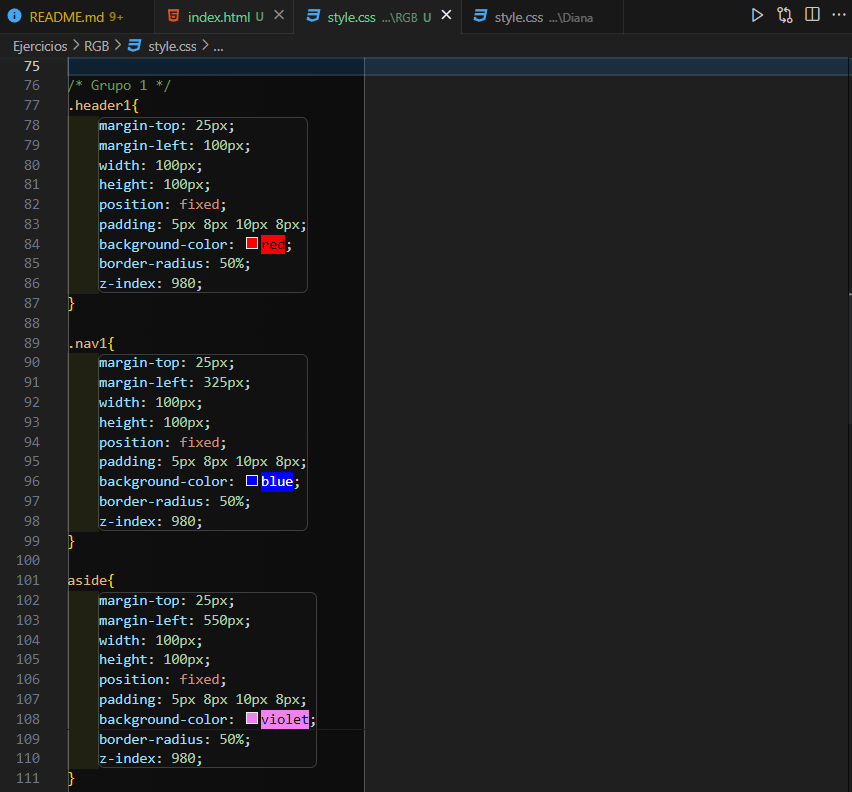 README.md 9+ index.html U style.css ...\RGB U style.css ...\Diana
Ejercicios > RGB > style.css > ...
75
76 /* Grupo 1 */
77 .header1{
78 margin-top: 25px;
79 margin-left: 100px;
80 width: 100px;
81 height: 100px;
82 position: fixed;
83 padding: 5px 8px 10px 8px;
84 background-color: red;
85 border-radius: 50%;
86 z-index: 980;
87 }
88
89 .nav1{
90 margin-top: 25px;
91 margin-left: 325px;
92 width: 100px;
93 height: 100px;
94 position: fixed;
95 padding: 5px 8px 10px 8px;
96 background-color: blue;
97 border-radius: 50%;
98 z-index: 980;
99 }
100
101 aside{
102 margin-top: 25px;
103 margin-left: 550px;
104 width: 100px;
105 height: 100px;
106 position: fixed;
107 padding: 5px 8px 10px 8px;
108 background-color: violet;
109 border-radius: 50%;
110 z-index: 980;
111 }